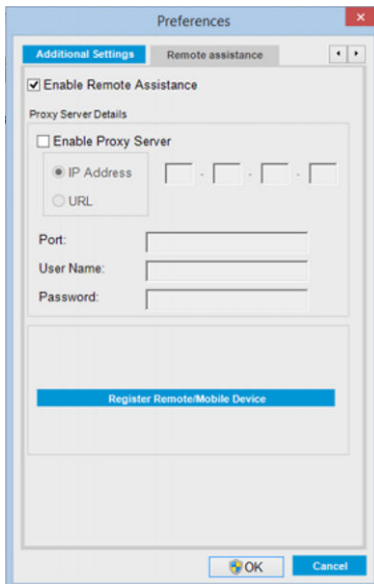 Preferences
Additional Settings Remote assistance
Enable Remote Assistance
Proxy Server Details
Enable Proxy Server
IP Address
URL
Port:
User Name:
Password:
Register Remote/Mobile Device
OK Cancel